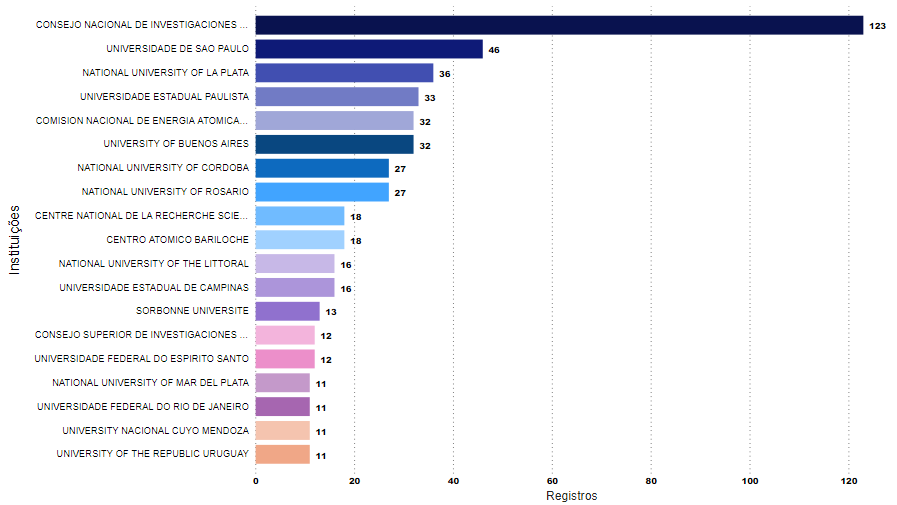 CONSEJO NACIONAL DE INVESTIGACIONES ... 123
UNIVERSIDADE DE SAO PAULO 46
NATIONAL UNIVERSITY OF LA PLATA 36
UNIVERSIDADE ESTADUAL PAULISTA 33
COMISION NACIONAL DE ENERGIA ATOMICA... 32
UNIVERSITY OF BUENOS AIRES 32
NATIONAL UNIVERSITY OF CORDOBA 27
NATIONAL UNIVERSITY OF ROSARIO 27
CENTRE NATIONAL DE LA RECHERCHE SCIE... 18
CENTRO ATOMICO BARILOCHE 18
NATIONAL UNIVERSITY OF THE LITTORAL 16
UNIVERSIDADE ESTADUAL DE CAMPINAS 16
SORBONNE UNIVERSITE 13
CONSEJO SUPERIOR DE INVESTIGACIONES ... 12
UNIVERSIDADE FEDERAL DO ESPIRITO SANTO 12
NATIONAL UNIVERSITY OF MAR DEL PLATA 11
UNIVERSIDADE FEDERAL DO RIO DE JANEIRO 11
UNIVERSITY NACIONAL CUYO MENDOZA 11
UNIVERSITY OF THE REPUBLIC URUGUAY 11
Instituições
0 20 40 60 80 100 120
Registros